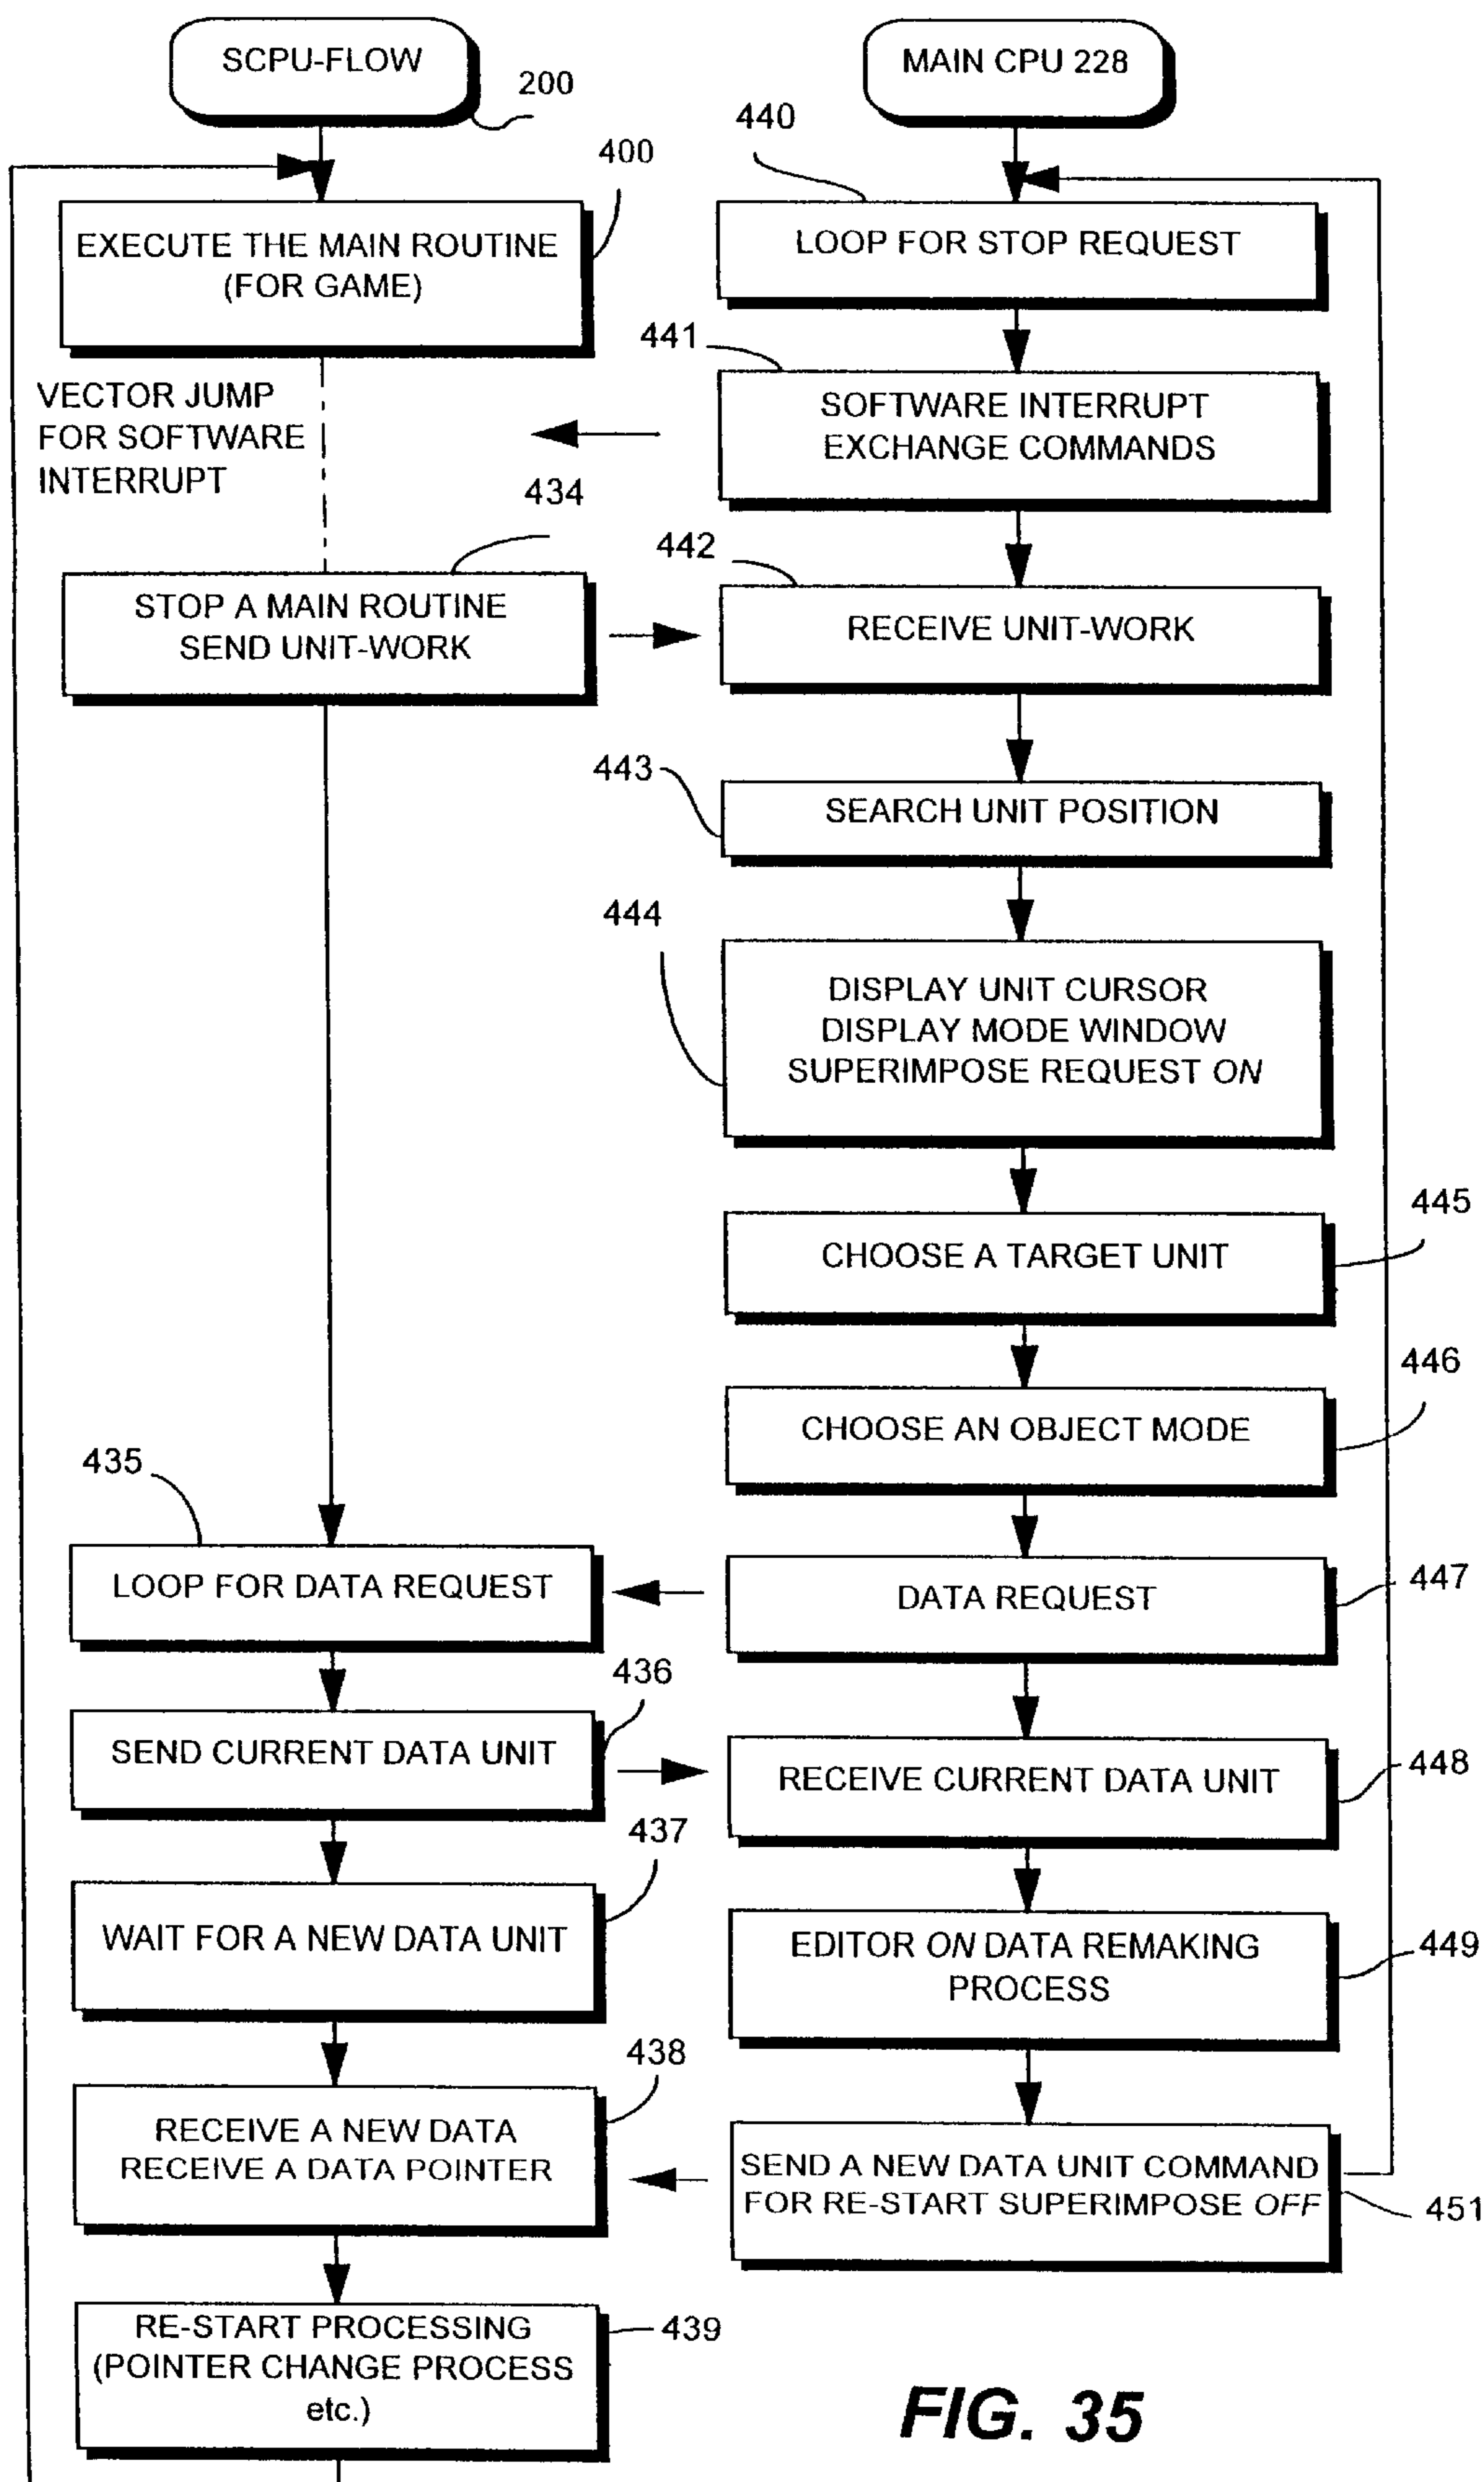 SCPU-FLOW
200
400
EXECUTE THE MAIN ROUTINE
(FOR GAME)
VECTOR JUMP
FOR SOFTWARE
INTERRUPT
434
STOP A MAIN ROUTINE
SEND UNIT-WORK
435
LOOP FOR DATA REQUEST
436
SEND CURRENT DATA UNIT
437
WAIT FOR A NEW DATA UNIT
438
RECEIVE A NEW DATA
RECEIVE A DATA POINTER
RE-START PROCESSING
(POINTER CHANGE PROCESS
etc.)
439
MAIN CPU 228
440
LOOP FOR STOP REQUEST
441
SOFTWARE INTERRUPT
EXCHANGE COMMANDS
442
RECEIVE UNIT-WORK
443
SEARCH UNIT POSITION
444
DISPLAY UNIT CURSOR
DISPLAY MODE WINDOW
SUPERIMPOSE REQUEST ON
445
CHOOSE A TARGET UNIT
446
CHOOSE AN OBJECT MODE
447
DATA REQUEST
448
RECEIVE CURRENT DATA UNIT
449
EDITOR ON DATA REMAKING
PROCESS
SEND A NEW DATA UNIT COMMAND
FOR RE-START SUPERIMPOSE OFF
451
FIG. 35